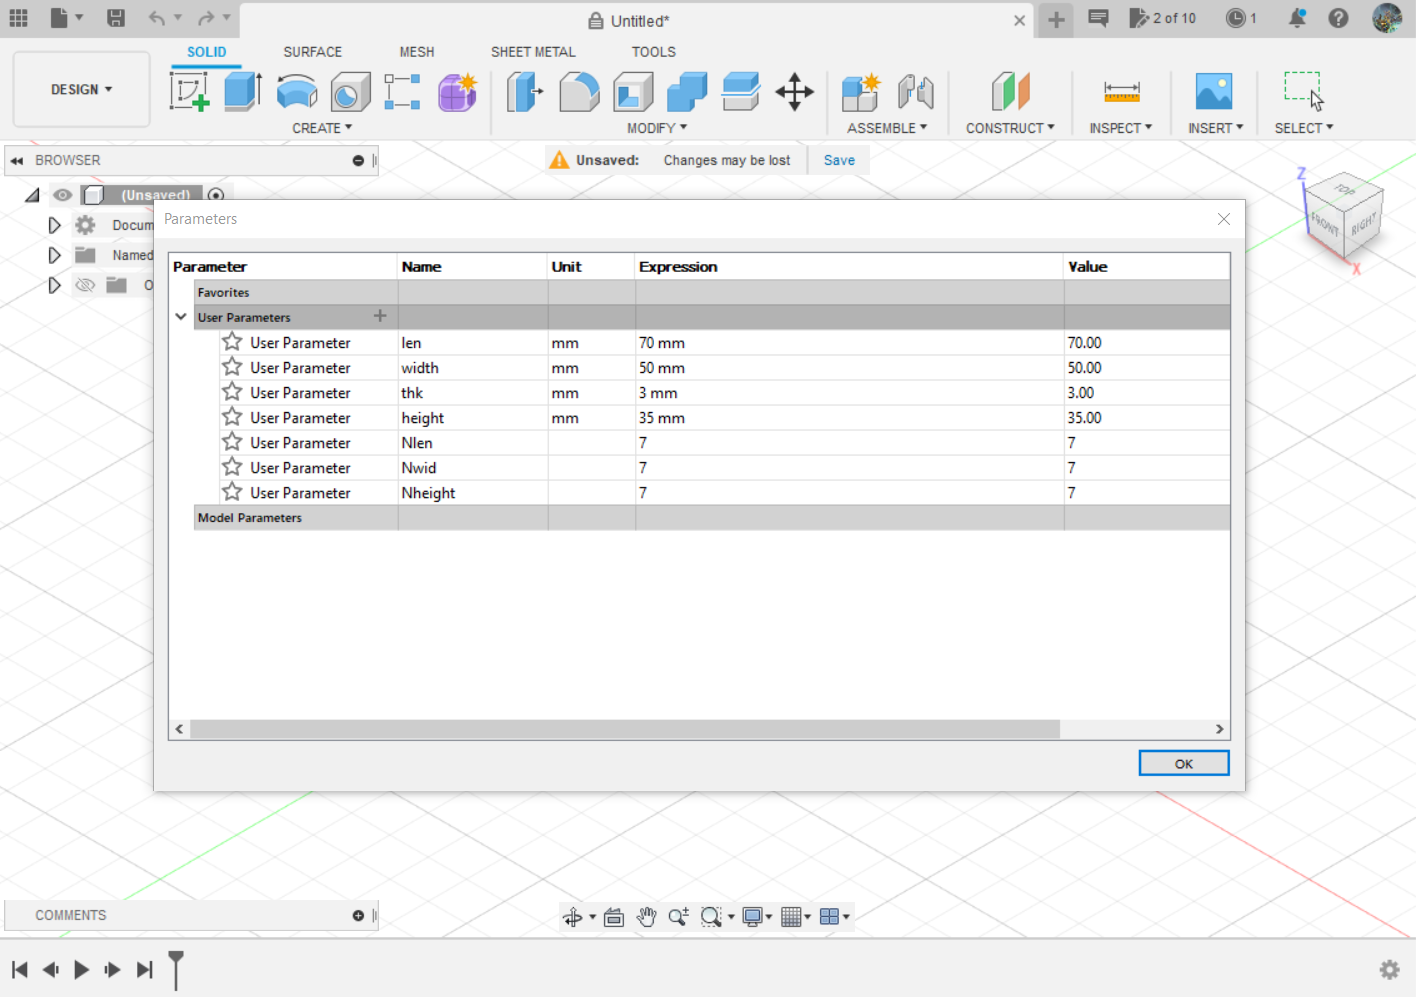 Untitled*
2 of 10
1
SOLID SURFACE MESH SHEET METAL TOOLS
DESIGN
CREATE MODIFY ASSEMBLE CONSTRUCT INSPECT INSERT SELECT
BROWSER
Unsaved: Changes may be lost Save
(Unsaved)
Docum
Named
O
Z
TOP
FRONT
RIGHT
X
Parameters
Parameter Name Unit Expression Value
Favorites
User Parameters
User Parameter len mm 70 mm 70.00
User Parameter width mm 50 mm 50.00
User Parameter thk mm 3 mm 3.00
User Parameter height mm 35 mm 35.00
User Parameter Nlen 7 7
User Parameter Nwid 7 7
User Parameter Nheight 7 7
Model Parameters
OK
COMMENTS